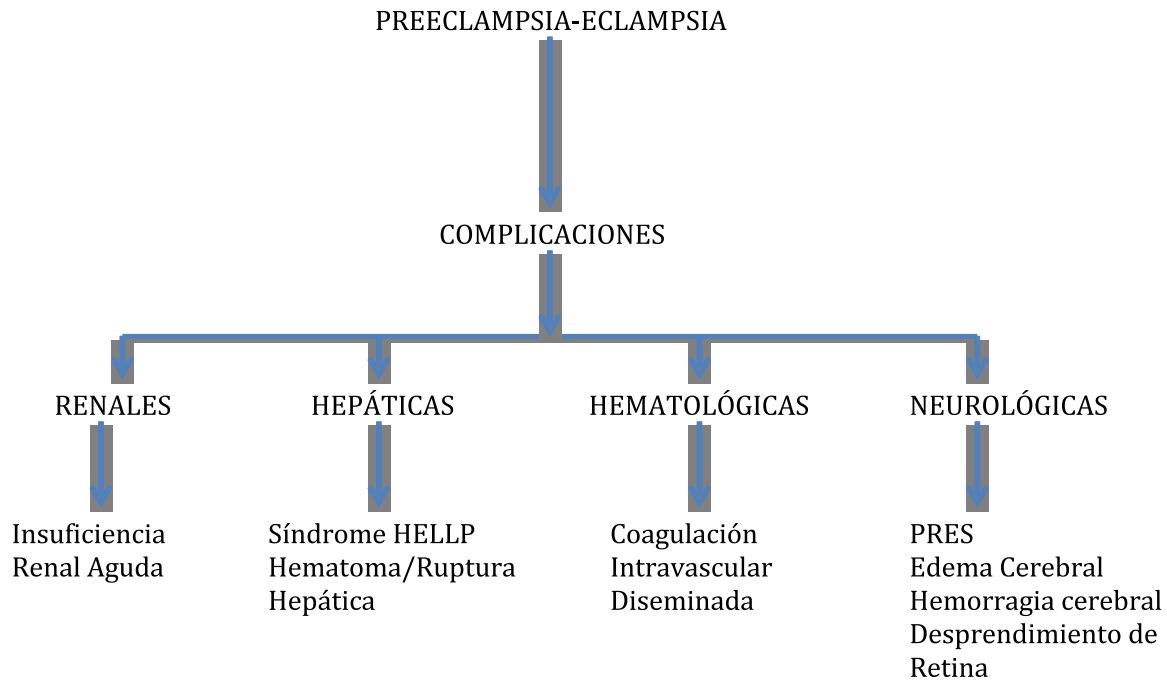 PREECLAMPSIA-ECLAMPSIA
COMPLICACIONES
RENALES
HEPÁTICAS
HEMATOLÓGICAS
NEUROLÓGICAS
Insuficiencia
Renal Aguda
Síndrome HELLP
Hematoma/Ruptura
Hepática
Coagulación
Intravascular
Diseminada
PRES
Edema Cerebral
Hemorragia cerebral
Desprendimiento de
Retina